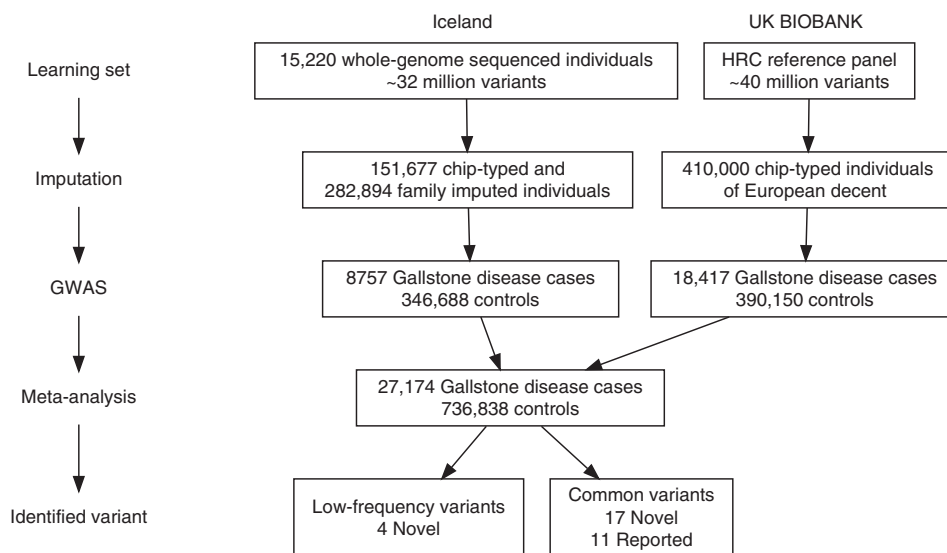 Iceland
UK BIOBANK
Learning set
15,220 whole-genome sequenced individuals
~32 million variants
HRC reference panel
~40 million variants
Imputation
151,677 chip-typed and
282,894 family imputed individuals
410,000 chip-typed individuals
of European decent
GWAS
8757 Gallstone disease cases
346,688 controls
18,417 Gallstone disease cases
390,150 controls
Meta-analysis
27,174 Gallstone disease cases
736,838 controls
Identified variant
Low-frequency variants
4 Novel
Common variants
17 Novel
11 Reported